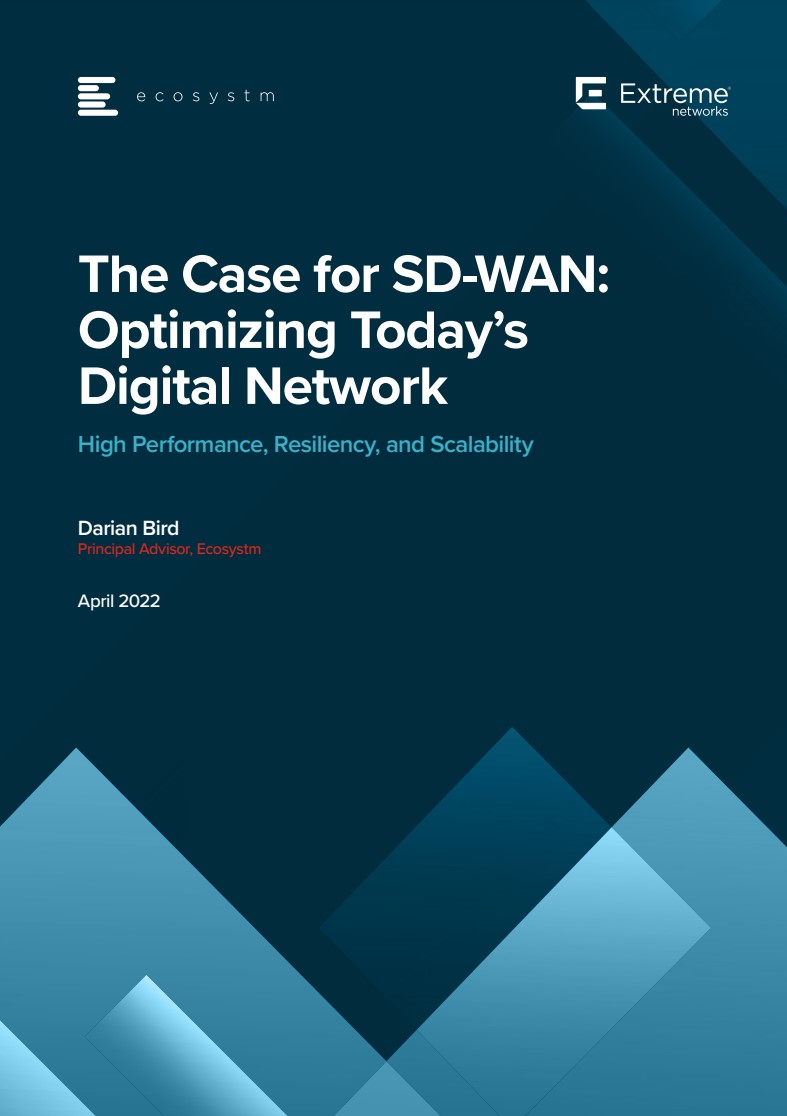 ecosystm
Extreme®
networks
The Case for SD-WAN:
Optimizing Today’s
Digital Network
High Performance, Resiliency, and Scalability
Darian Bird
Principal Advisor, Ecosystm
April 2022